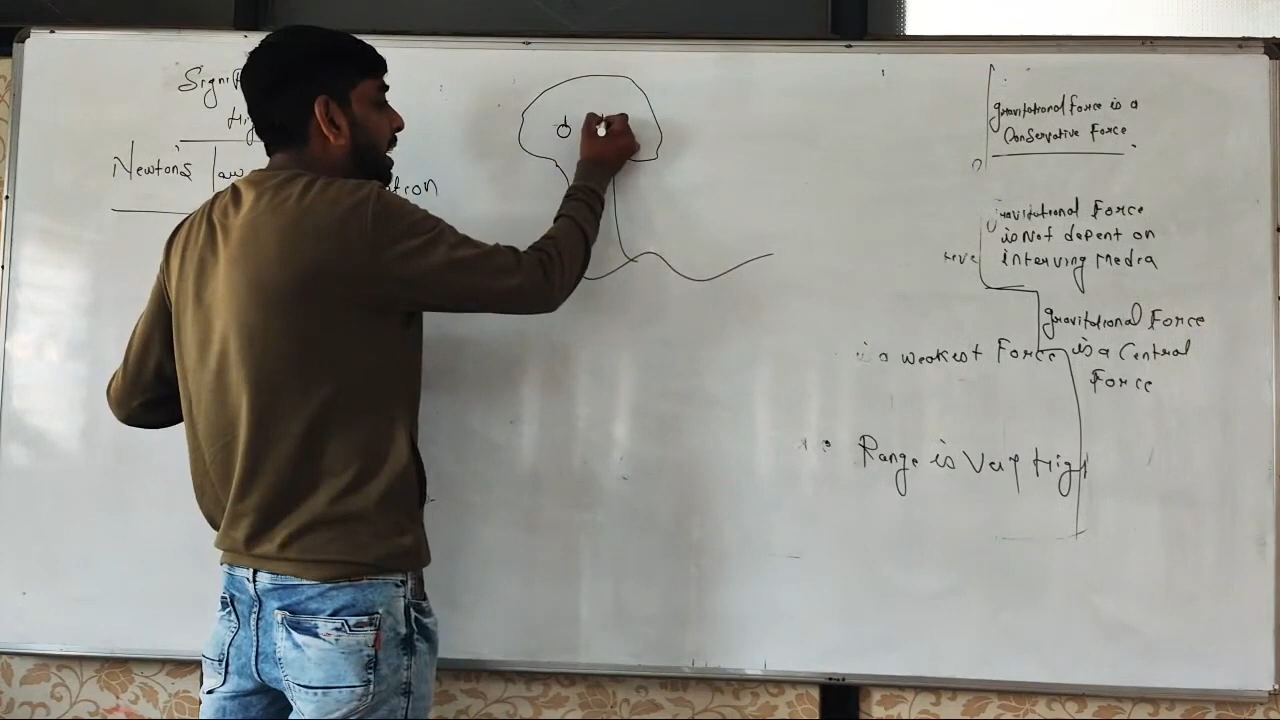 Newton's law
gravitational force is a
Conservative Force
gravitational Force
is Not depent on
interving Media
gravitational Force
is a Central
Force
is a weakest Force
Range is Very High